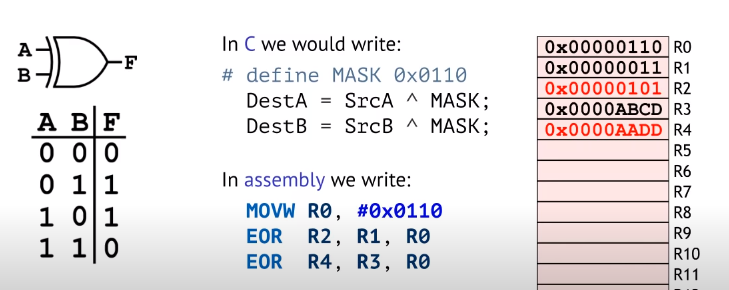 A
B
F
A B F
0 0 0
0 1 1
1 0 1
1 1 0
In C we would write:
# define MASK 0x0110
DestA = SrcA ^ MASK;
DestB = SrcB ^ MASK;
In assembly we write:
MOVW R0, #0x0110
EOR R2, R1, R0
EOR R4, R3, R0
0x00000110 R0
0x00000011 R1
0x00000101 R2
0x0000ABCD R3
0x0000AADD R4
R5
R6
R7
R8
R9
R10
R11